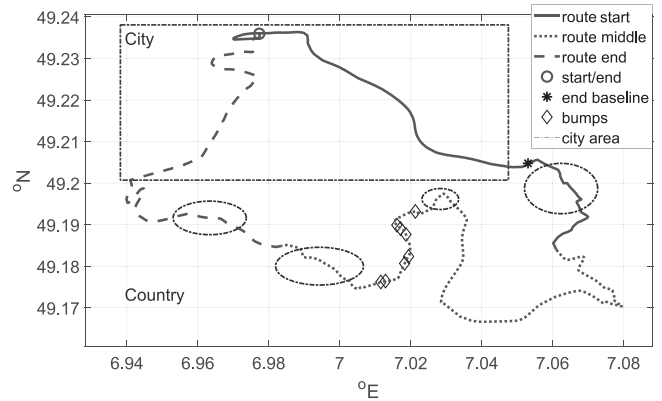 49.24
49.23
49.22
49.21
49.2
49.19
49.18
49.17
°N
City
Country
route start
route middle
route end
start/end
end baseline
bumps
city area
6.94
6.96
6.98
7
7.02
7.04
7.06
7.08
°E